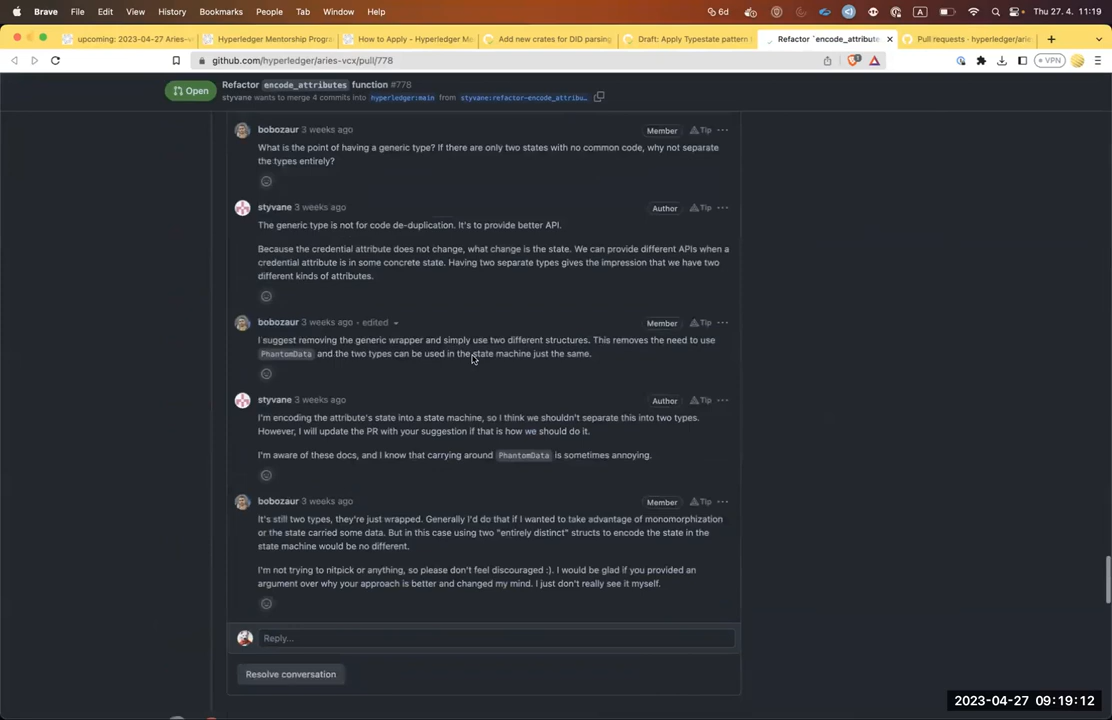 Brave File Edit View History Bookmarks People Tab Window Help 6d A Thu 27. 4. 11:19
upcoming: 2023-04-27 Aries-v
Hyperledger Mentorship Progra
How to Apply - Hyperledger Me
Add new crates for DID parsing
Draft: Apply Typestate pattern
Refactor `encode_attribute
Pull requests · hyperledger/arie
github.com/hyperledger/aries-vcx/pull/778
1
VPN
Open
Refactor encode_attributes function #778
styvane wants to merge 4 commits into hyperledger:main from styvane:refactor-encode_attribu…
bobozaur 3 weeks ago Member Tip ···
What is the point of having a generic type? If there are only two states with no common code, why not separate
the types entirely?
styvane 3 weeks ago Author Tip ···
The generic type is not for code de-duplication. It's to provide better API.
Because the credential attribute does not change, what change is the state. We can provide different APIs when a
credential attribute is in some concrete state. Having two separate types gives the impression that we have two
different kinds of attributes.
bobozaur 3 weeks ago · edited Member Tip ···
I suggest removing the generic wrapper and simply use two different structures. This removes the need to use
PhantomData and the two types can be used in the state machine just the same.
styvane 3 weeks ago Author Tip ···
I'm encoding the attribute's state into a state machine, so I think we shouldn't separate this into two types.
However, I will update the PR with your suggestion if that is how we should do it.
I'm aware of these docs, and I know that carrying around PhantomData is sometimes annoying.
bobozaur 3 weeks ago Member Tip ···
It's still two types, they're just wrapped. Generally I'd do that if I wanted to take advantage of monomorphization
or the state carried some data. But in this case using two "entirely distinct" structs to encode the state in the
state machine would be no different.
I'm not trying to nitpick or anything, so please don't feel discouraged :). I would be glad if you provided an
argument over why your approach is better and changed my mind. I just don't really see it myself.
Reply...
Resolve conversation
2023-04-27 09:19:12